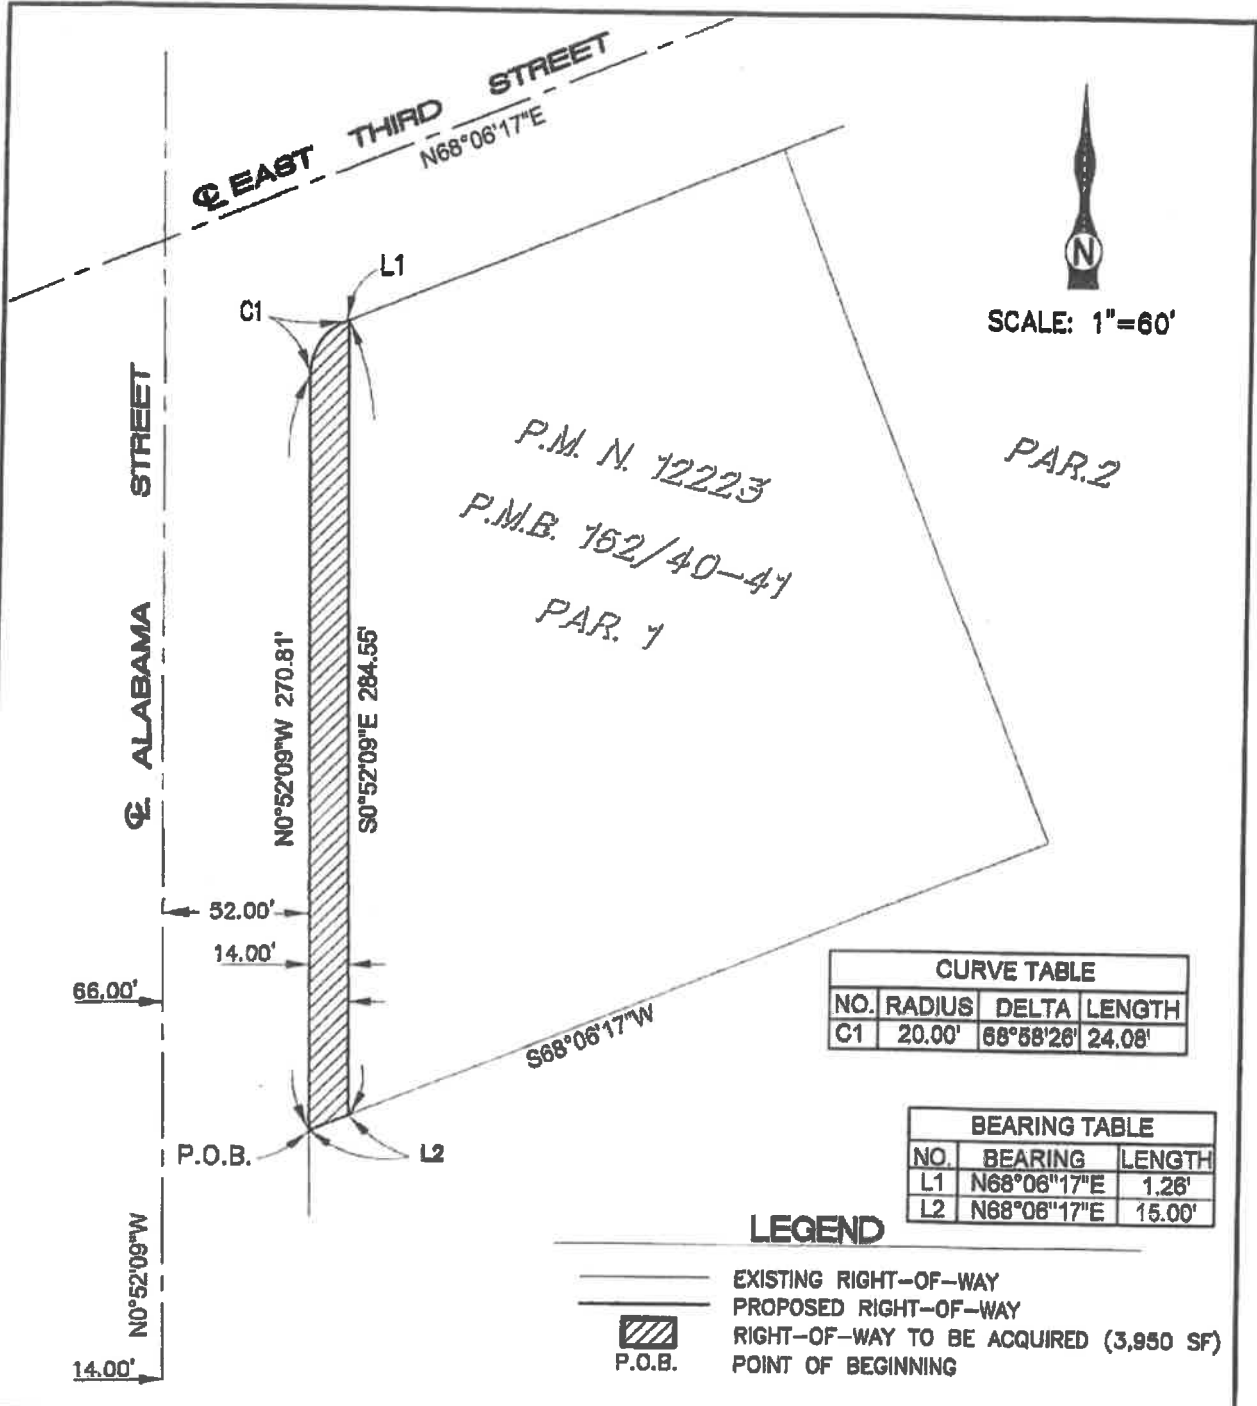 ℄ EAST THIRD STREET
N68°06'17"E
L1
C1
N
SCALE: 1"=60'
℄ ALABAMA STREET
P.M. N. 12223
P.M.B. 152/40-41
PAR. 1
PAR.2
N0°52'09"W 270.81'
S0°52'09"E 284.55'
52.00'
14.00'
66.00'
S68°06'17"W
CURVE TABLE
NO. RADIUS DELTA LENGTH
C1 20.00' 68°58'26' 24.08'
P.O.B.
L2
BEARING TABLE
NO. BEARING LENGTH
L1 N68°06"17"E 1.26'
L2 N68°06"17"E 15.00'
N0°52'09"W
14.00'
LEGEND
EXISTING RIGHT-OF-WAY
PROPOSED RIGHT-OF-WAY
RIGHT-OF-WAY TO BE ACQUIRED (3,950 SF)
P.O.B. POINT OF BEGINNING